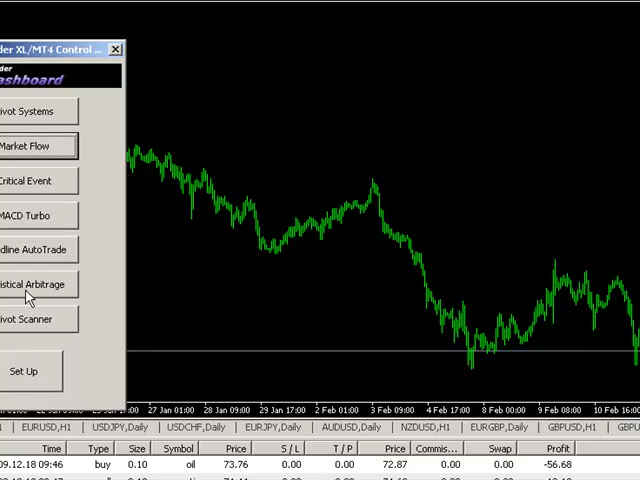 der XL/MT4 Control ...
der
ashboard
ivot Systems
Market Flow
Critical Event
MACD Turbo
ndline AutoTrade
istical Arbitrage
ivot Scanner
Set Up
27 Jan 01:00 28 Jan 09:00 29 Jan 17:00 2 Feb 01:00 3 Feb 09:00 4 Feb 17:00 8 Feb 00:00 9 Feb 08:00 10 Feb 16:00
EURUSD,H1 USDJPY,Daily USDCHF,Daily EURJPY,Daily AUDUSD,Daily NZDUSD,H1 EURGBP,Daily GBPUSD,H1 GBPU
Time Type Size Symbol Price S / L T / P Price Commis... Swap Profit
09.12.18 09:46 buy 0.10 oil 73.76 0.00 0.00 72.87 0.00 0.00 -56.68